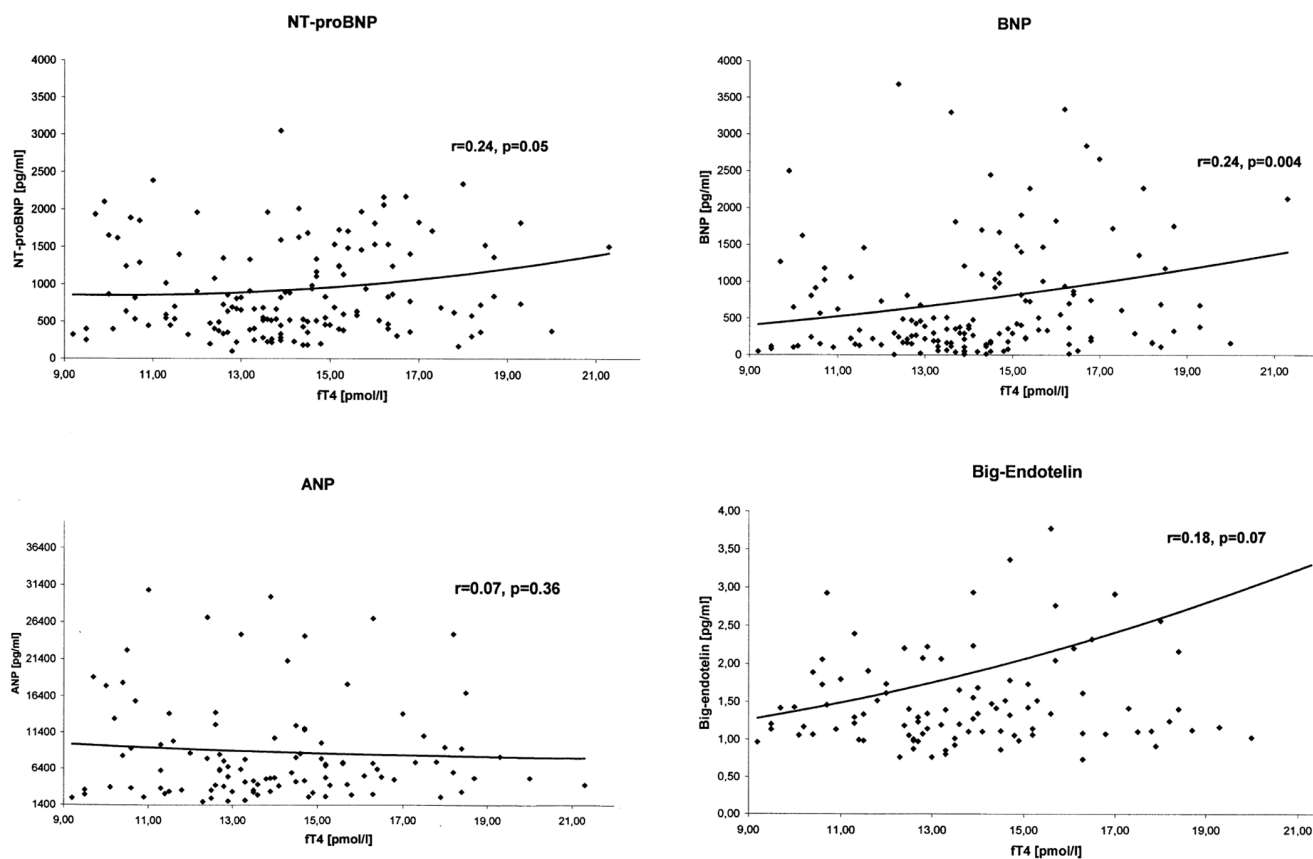 NT-proBNP
4000
3500
3000
2500
2000
1500
1000
500
0
NT-proBNP [pg/ml]
r=0.24, p=0.05
9,00 11,00 13,00 15,00 17,00 19,00 21,00
fT4 [pmol/l]
BNP
4000
3500
3000
2500
2000
1500
1000
500
0
BNP [pg/ml]
r=0.24, p=0.004
9,00 11,00 13,00 15,00 17,00 19,00 21,00
fT4 [pmol/l]
ANP
36400
31400
26400
21400
16400
11400
6400
1400
ANP [pg/ml]
r=0.07, p=0.36
9,00 11,00 13,00 15,00 17,00 19,00 21,00
fT4 [pmol/l]
Big-Endotelin
4,00
3,50
3,00
2,50
2,00
1,50
1,00
0,50
0,00
Big-endotelin [pg/ml]
r=0.18, p=0.07
9,00 11,00 13,00 15,00 17,00 19,00 21,00
fT4 [pmol/l]